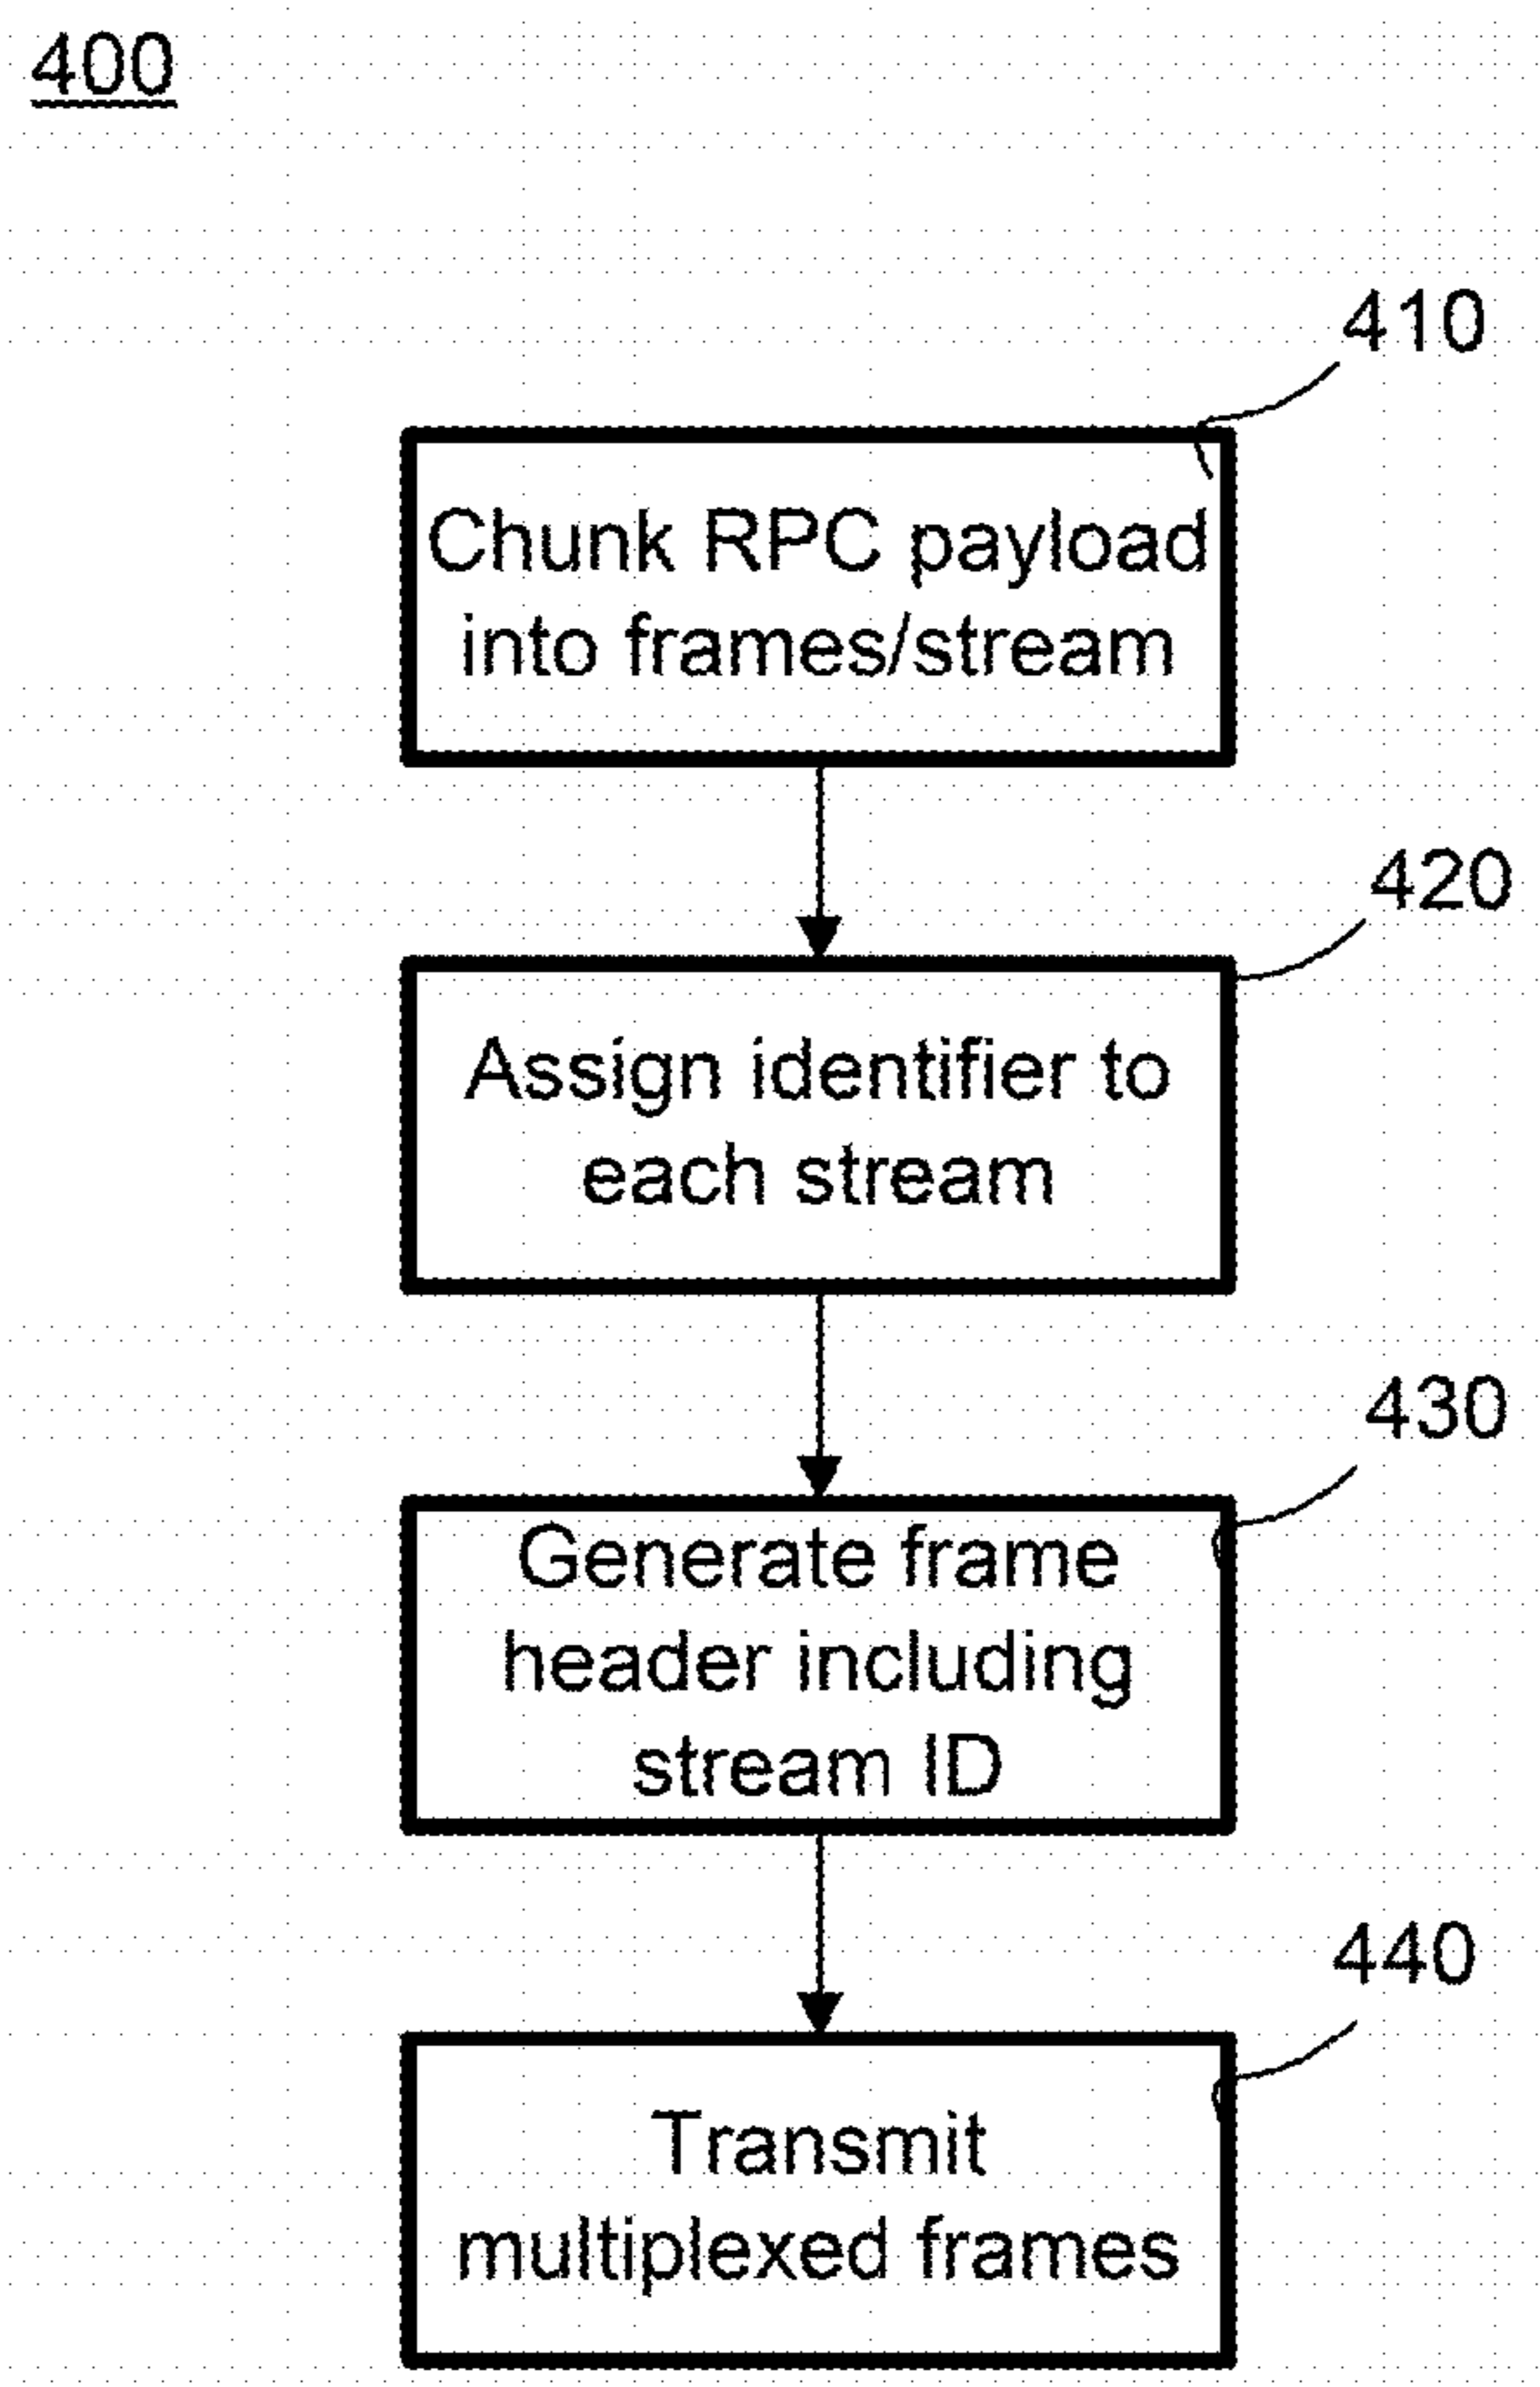 400
410
Chunk RPC payload
into frames/stream
420
Assign identifier to
each stream
430
Generate frame
header including
stream ID
440
Transmit
multiplexed frames